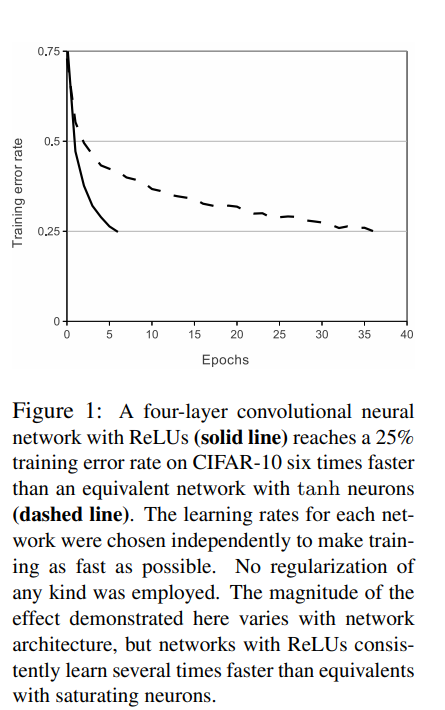 0.75
0.5
0.25
0
Training error rate
0 5 10 15 20 25 30 35 40
Epochs
Figure 1: A four-layer convolutional neural
network with ReLUs (solid line) reaches a 25%
training error rate on CIFAR-10 six times faster
than an equivalent network with tanh neurons
(dashed line). The learning rates for each net-
work were chosen independently to make train-
ing as fast as possible. No regularization of
any kind was employed. The magnitude of the
effect demonstrated here varies with network
architecture, but networks with ReLUs consis-
tently learn several times faster than equivalents
with saturating neurons.